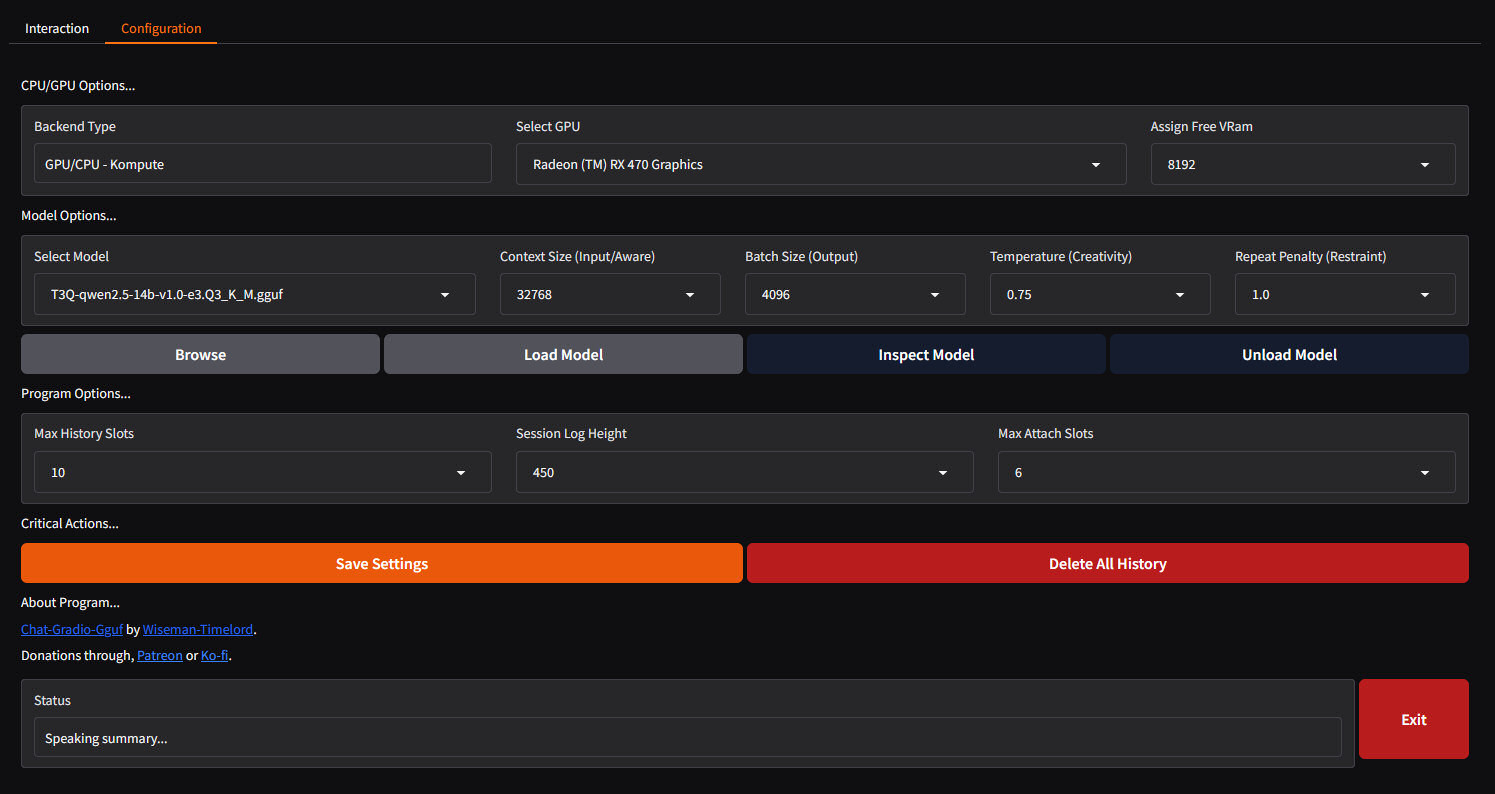 Interaction Configuration
CPU/GPU Options...
Backend Type Select GPU Assign Free VRam
GPU/CPU - Kompute Radeon (TM) RX 470 Graphics 8192
Model Options...
Select Model Context Size (Input/Aware) Batch Size (Output) Temperature (Creativity) Repeat Penalty (Restraint)
T3Q-qwen2.5-14b-v1.0-e3.Q3_K_M.gguf 32768 4096 0.75 1.0
Browse Load Model Inspect Model Unload Model
Program Options...
Max History Slots Session Log Height Max Attach Slots
10 450 6
Critical Actions...
Save Settings Delete All History
About Program...
Chat-Gradio-Gguf by Wiseman-Timelord.
Donations through, Patreon or Ko-fi.
Status
Speaking summary...
Exit